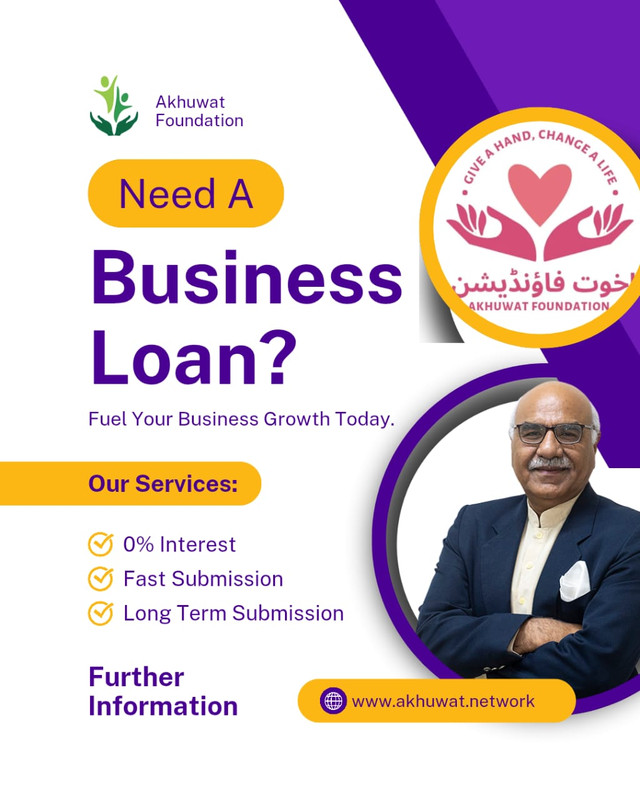 Akhuwat
Foundation
GIVE A HAND, CHANGE A LIFE
اخوت فاؤنڈیشن
AKHUWAT FOUNDATION
Need A
Business
Loan?
Fuel Your Business Growth Today.
Our Services:
0% Interest
Fast Submission
Long Term Submission
Further
Information
www.akhuwat.network